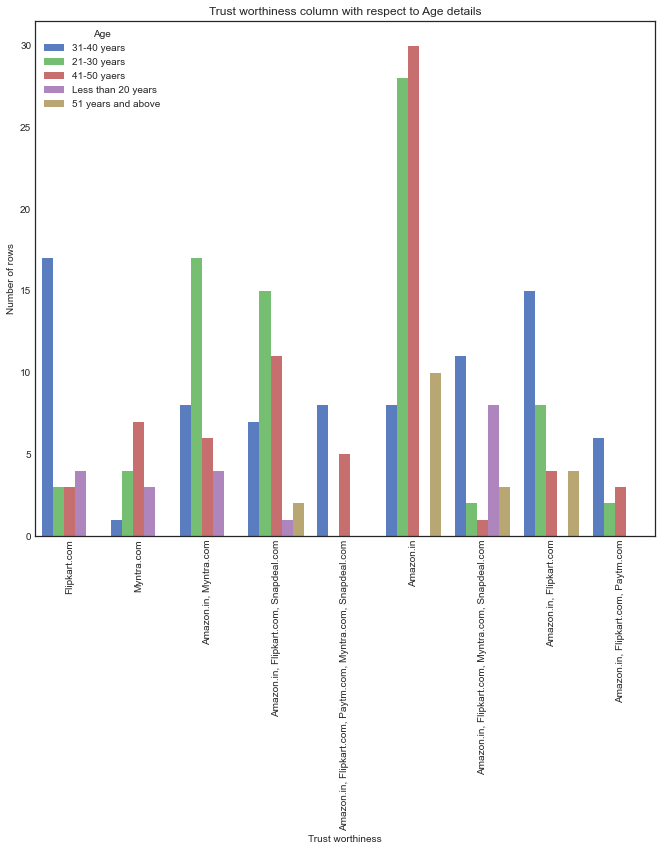 Trust worthiness column with respect to Age details
Age
31-40 years
21-30 years
41-50 yaers
Less than 20 years
51 years and above
30
25
20
15
10
5
0
Number of rows
Flipkart.com
Myntra.com
Amazon.in, Myntra.com
Amazon.in, Flipkart.com, Snapdeal.com
Amazon.in, Flipkart.com, Paytm.com, Myntra.com, Snapdeal.com
Amazon.in
Amazon.in, Flipkart.com, Myntra.com, Snapdeal.com
Amazon.in, Flipkart.com
Amazon.in, Flipkart.com, Paytm.com
Trust worthiness